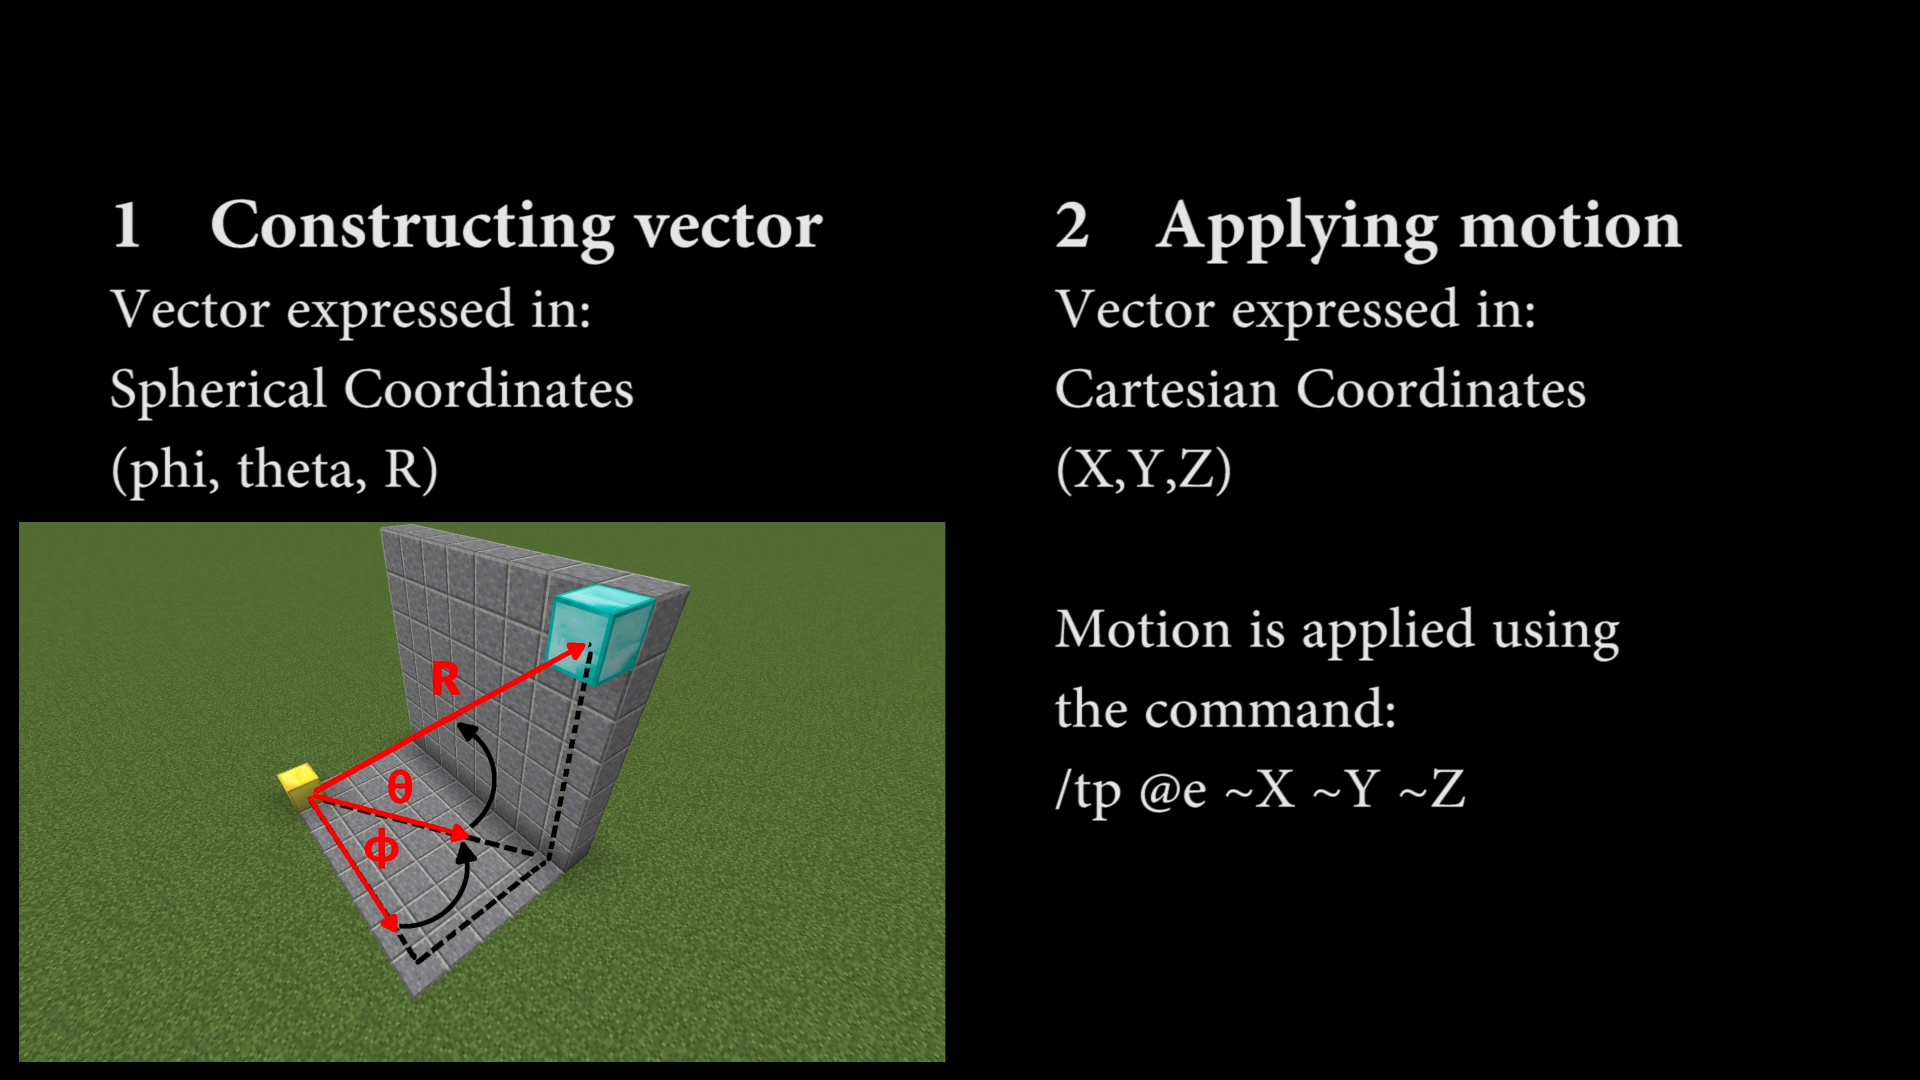 1 Constructing vector
Vector expressed in:
Spherical Coordinates
(phi, theta, R)
R
θ
ϕ
2 Applying motion
Vector expressed in:
Cartesian Coordinates
(X,Y,Z)
Motion is applied using
the command:
/tp @e ~X ~Y ~Z